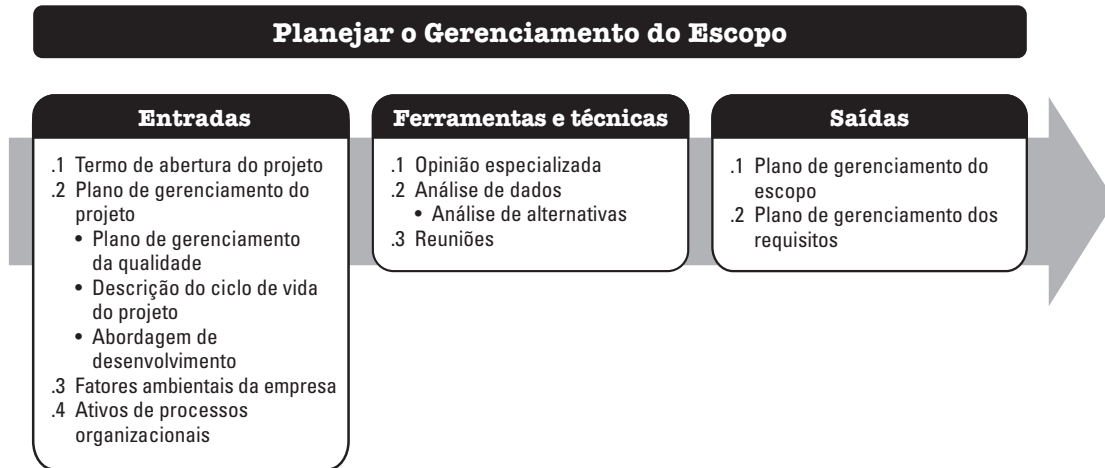 Planejar o Gerenciamento do Escopo
Entradas
.1 Termo de abertura do projeto
.2 Plano de gerenciamento do
projeto
• Plano de gerenciamento
da qualidade
• Descrição do ciclo de vida
do projeto
• Abordagem de
desenvolvimento
.3 Fatores ambientais da empresa
.4 Ativos de processos
organizacionais
Ferramentas e técnicas
.1 Opinião especializada
.2 Análise de dados
• Análise de alternativas
.3 Reuniões
Saídas
.1 Plano de gerenciamento do
escopo
.2 Plano de gerenciamento dos
requisitos